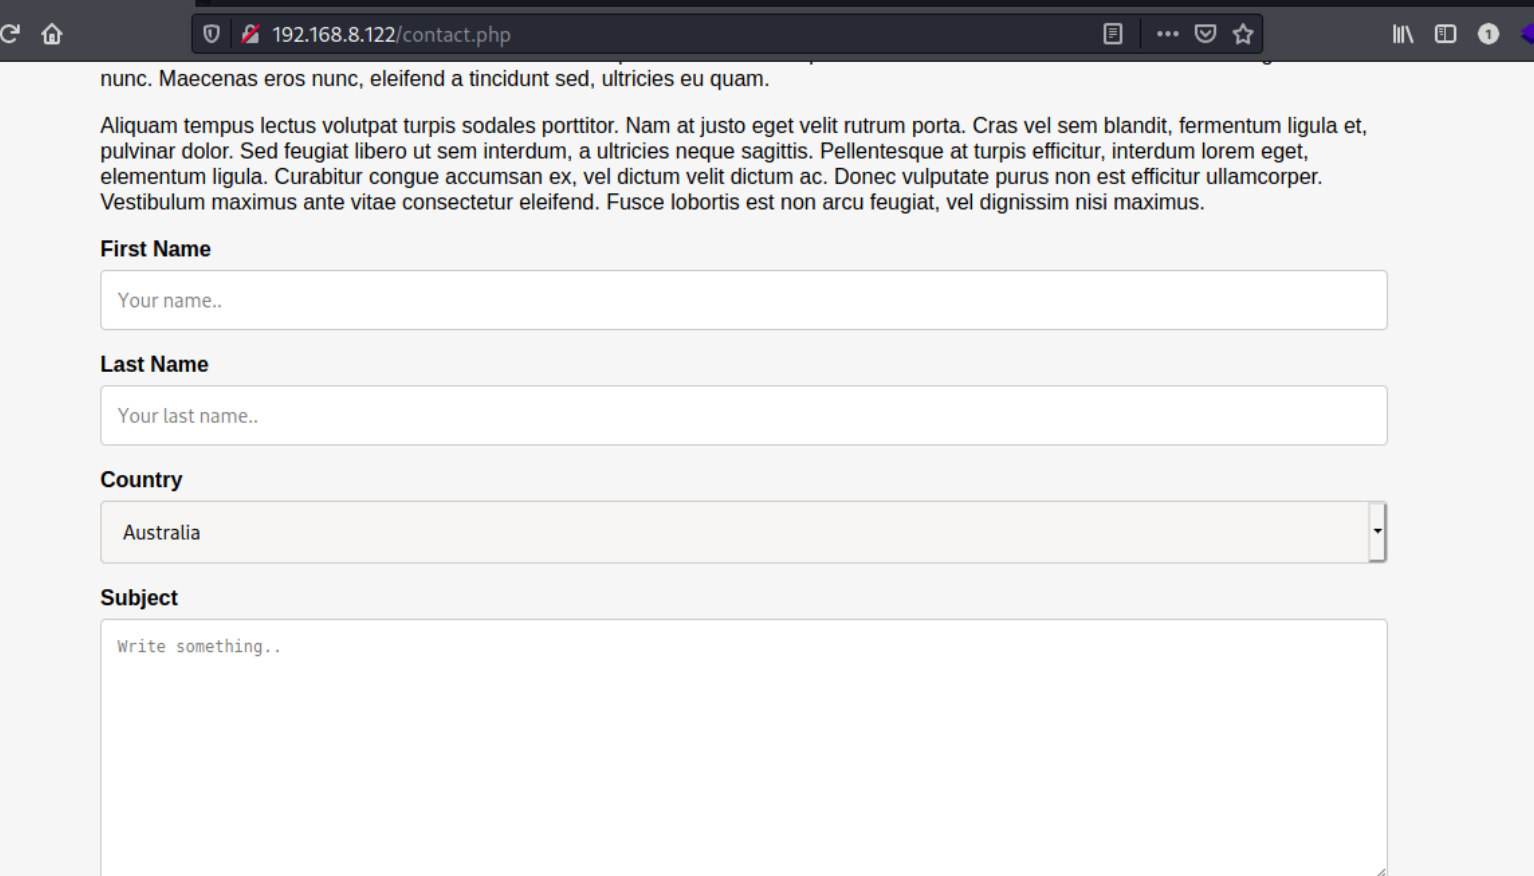 192.168.8.122/contact.php
1
nunc. Maecenas eros nunc, eleifend a tincidunt sed, ultricies eu quam.
Aliquam tempus lectus volutpat turpis sodales porttitor. Nam at justo eget velit rutrum porta. Cras vel sem blandit, fermentum ligula et,
pulvinar dolor. Sed feugiat libero ut sem interdum, a ultricies neque sagittis. Pellentesque at turpis efficitur, interdum lorem eget,
elementum ligula. Curabitur congue accumsan ex, vel dictum velit dictum ac. Donec vulputate purus non est efficitur ullamcorper.
Vestibulum maximus ante vitae consectetur eleifend. Fusce lobortis est non arcu feugiat, vel dignissim nisi maximus.
First Name
Your name..
Last Name
Your last name..
Country
Australia
Subject
Write something..